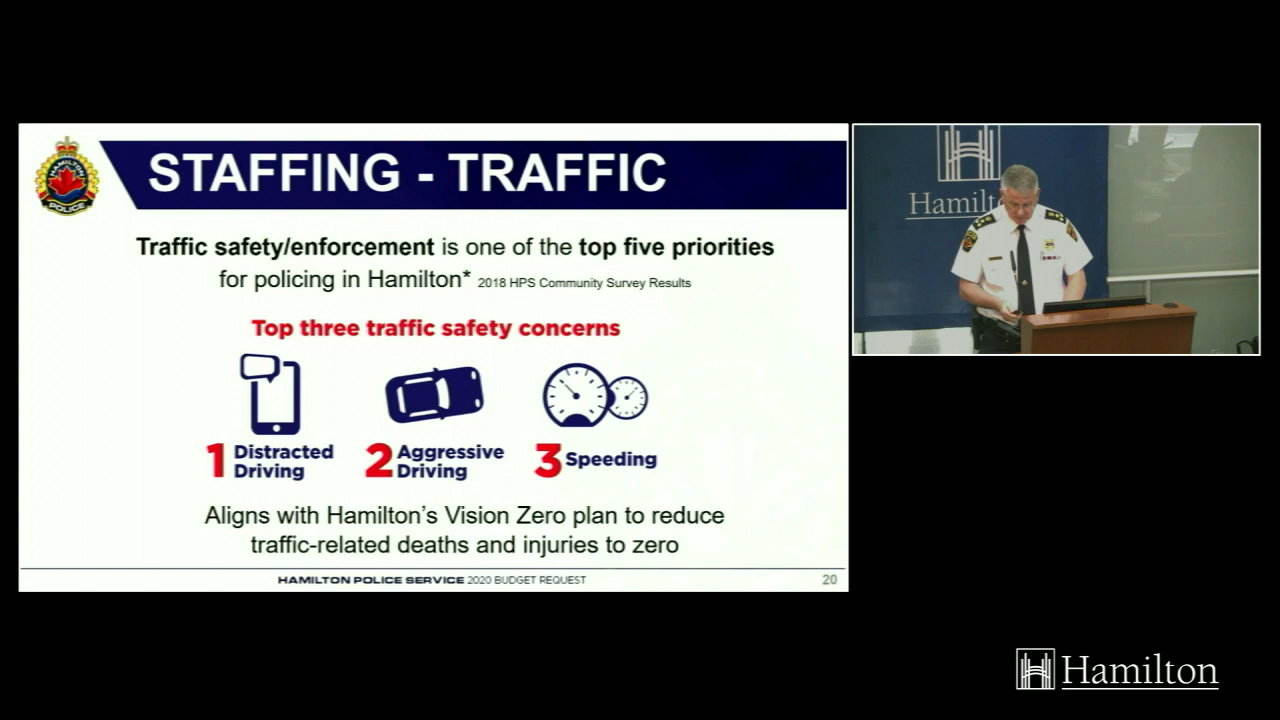 HAMILTON
POLICE
STAFFING - TRAFFIC
Traffic safety/enforcement is one of the top five priorities
for policing in Hamilton* 2018 HPS Community Survey Results
Top three traffic safety concerns
1 Distracted
Driving
2 Aggressive
Driving
3 Speeding
Aligns with Hamilton's Vision Zero plan to reduce
traffic-related deaths and injuries to zero
HAMILTON POLICE SERVICE 2020 BUDGET REQUEST
20
Hamilt
Hamilton